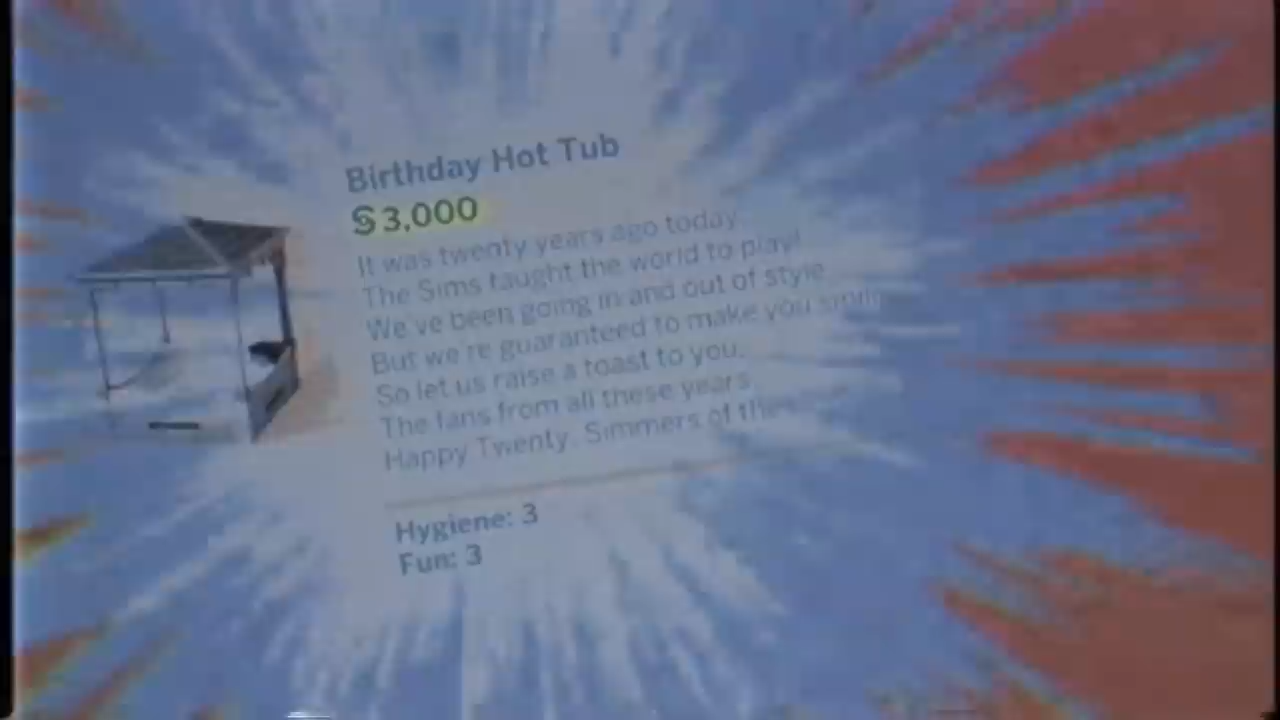 Birthday Hot Tub
§3,000
It was twenty years ago today,
The Sims taught the world to play!
We've been going in and out of style
But we're guaranteed to make you smile
So let us raise a toast to you.
The fans from all these years
Happy Twenty, Simmers of the
Hygiene: 3
Fun: 3